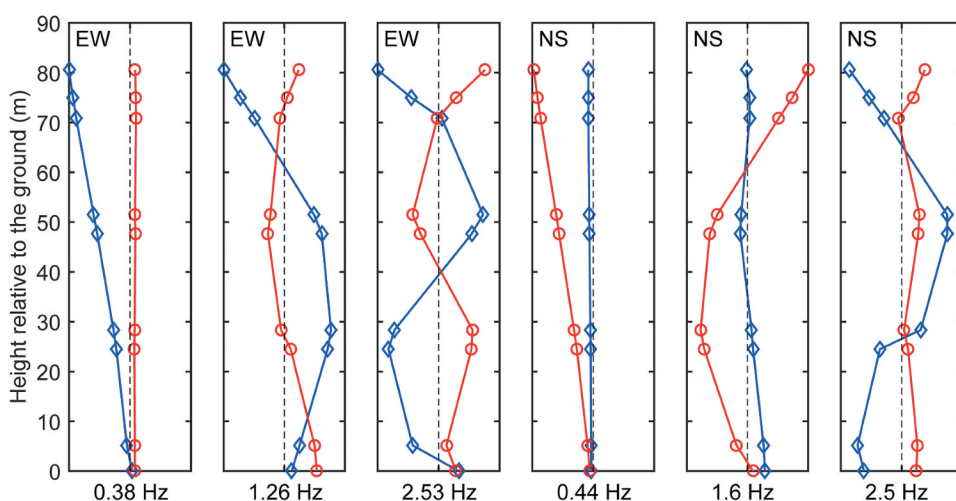 Height relative to the ground (m)
90
80
70
60
50
40
30
20
10
0
EW
EW
EW
NS
NS
NS
0.38 Hz
1.26 Hz
2.53 Hz
0.44 Hz
1.6 Hz
2.5 Hz